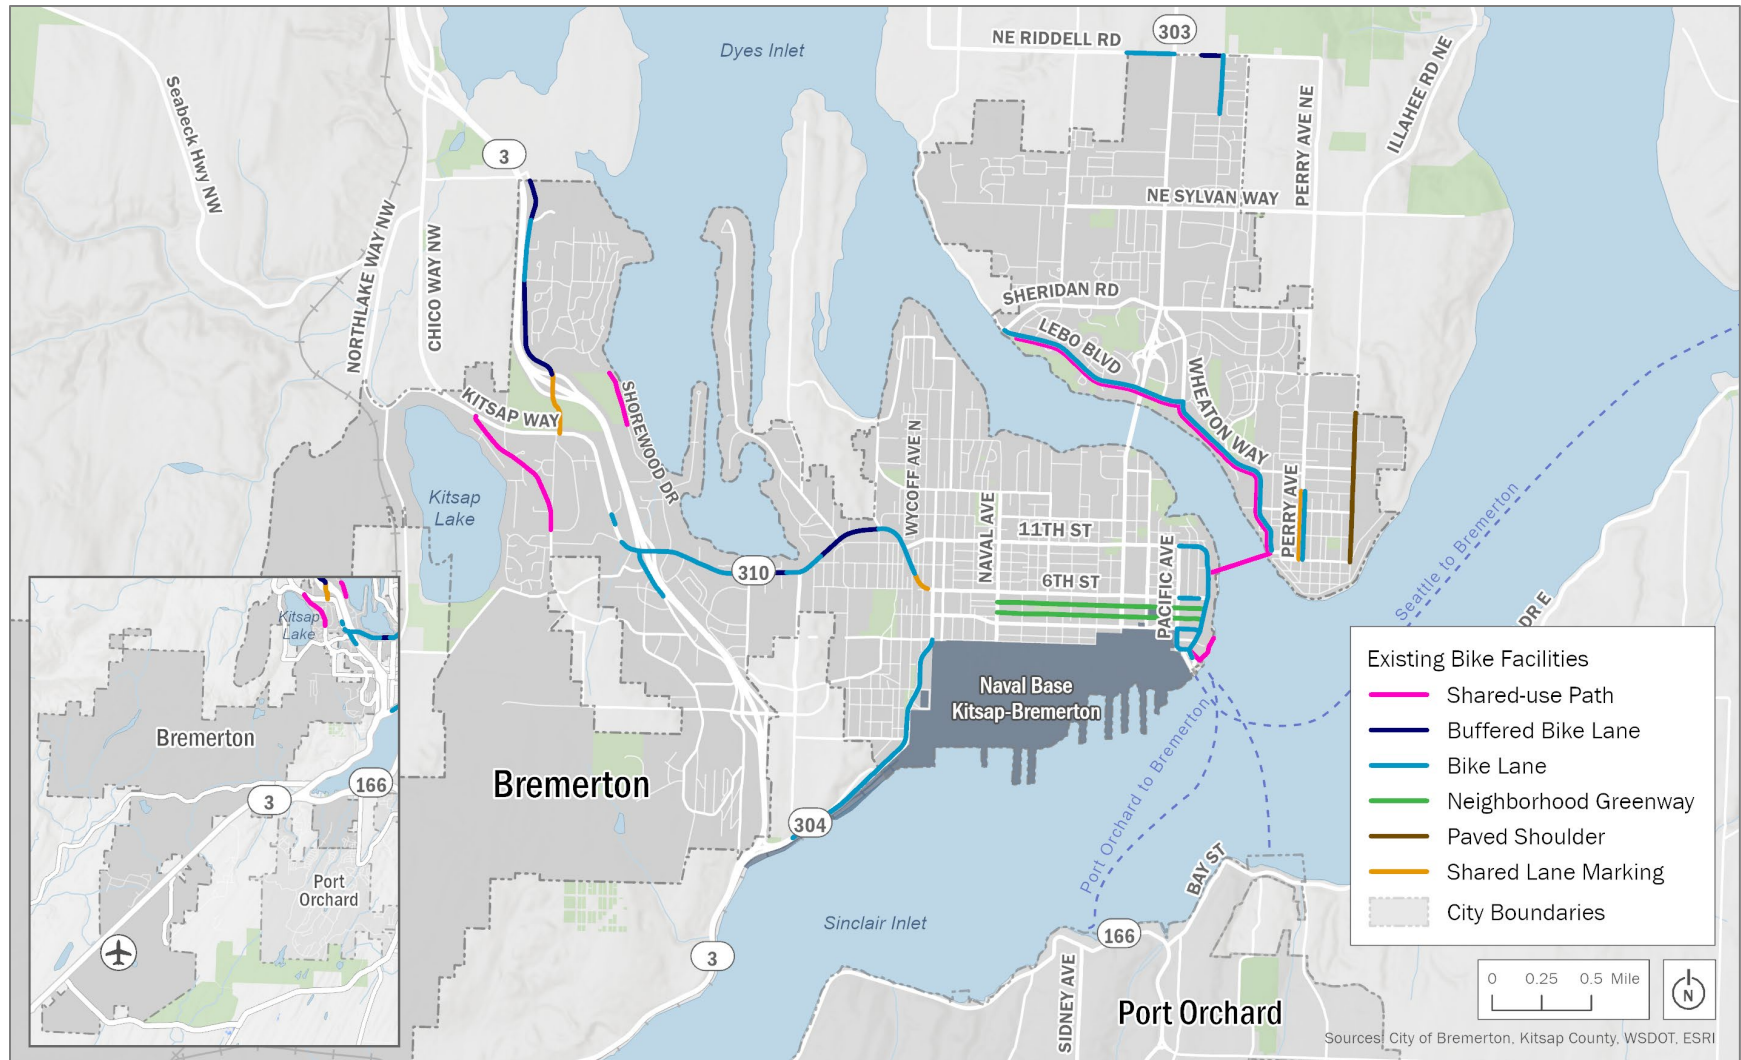 Dyes Inlet
NE RIDDELL RD
303
Seabeck Hwy NW
3
PERRY AVE NE
ILLAHEE RD NE
NE SYLVAN WAY
NORTHLAKE WAY NW
CHICO WAY NW
SHERIDAN RD
LEBO BLVD
KITSAP WAY
SHOREWOOD DR
WHEATON WAY
Kitsap
Lake
WYCOFF AVE N
NAVAL AVE
11TH ST
PERRY AVE
PACIFIC AVE
6TH ST
310
Seattle to Bremerton
DR E
Naval Base
Kitsap-Bremerton
Port Orchard to Bremerton
Bremerton
304
Sinclair Inlet
3
BAY ST
166
SIDNEY AVE
Port Orchard
Kitsap
Lake
Bremerton
3
166
Port
Orchard
Existing Bike Facilities
Shared-use Path
Buffered Bike Lane
Bike Lane
Neighborhood Greenway
Paved Shoulder
Shared Lane Marking
City Boundaries
0 0.25 0.5 Mile
N
Sources: City of Bremerton, Kitsap County, WSDOT, ESRI